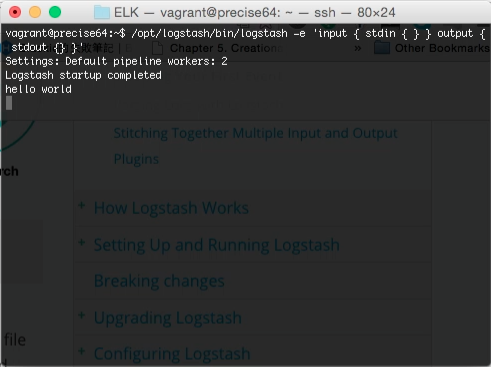 ELK — vagrant@precise64: ~ — ssh — 80×24
vagrant@precise64:~$ /opt/logstash/bin/logstash -e 'input { stdin { } } output {
stdout {} }'
Chapter 5. Creation
» Other Bookmarks
Settings: Default pipeline workers: 2
Logstash startup completed
hello world
Stitching Together Multiple Input and Output
Plugins
rch
+ How Logstash Works
+ Setting Up and Running Logstash
Breaking changes
+ Upgrading Logstash
file
+ Configuring Logstash